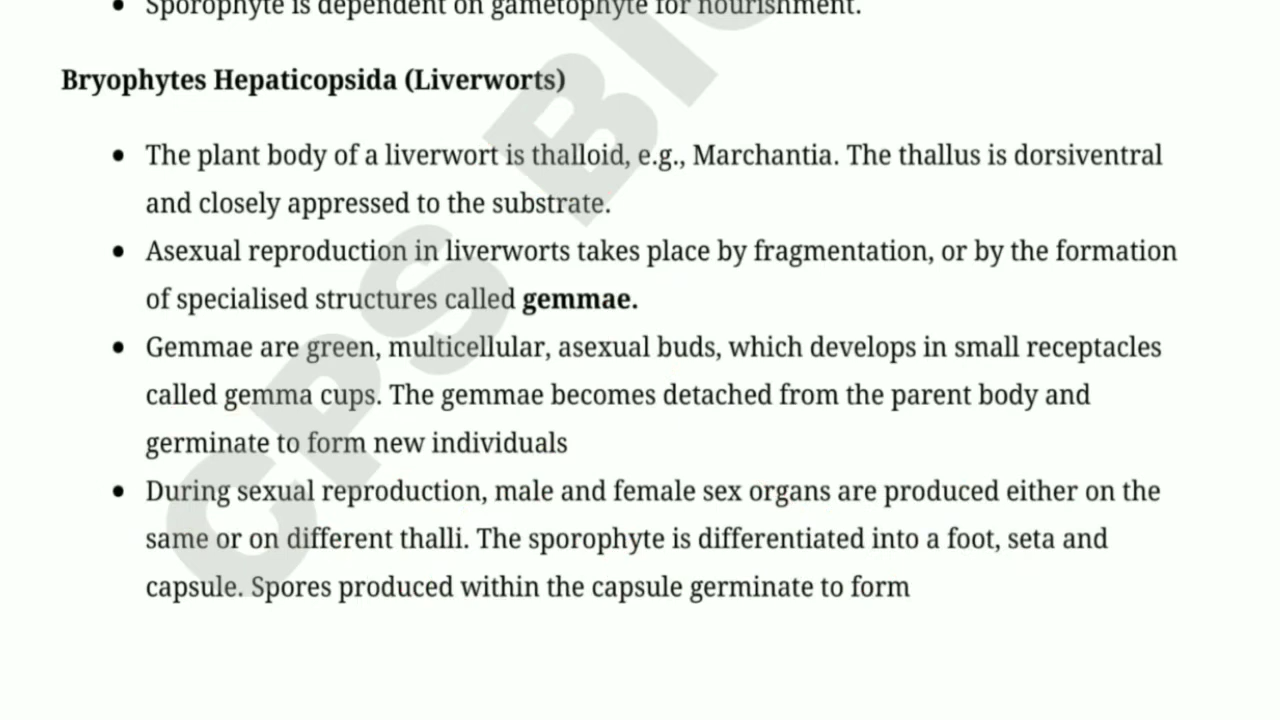 Sporophyte is dependent on gametophyte for nourishment.
Bryophytes Hepaticopsida (Liverworts)
The plant body of a liverwort is thalloid, e.g., Marchantia. The thallus is dorsiventral
and closely appressed to the substrate.
Asexual reproduction in liverworts takes place by fragmentation, or by the formation
of specialised structures called gemmae.
Gemmae are green, multicellular, asexual buds, which develops in small receptacles
called gemma cups. The gemmae becomes detached from the parent body and
germinate to form new individuals
During sexual reproduction, male and female sex organs are produced either on the
same or on different thalli. The sporophyte is differentiated into a foot, seta and
capsule. Spores produced within the capsule germinate to form
CPS BIO